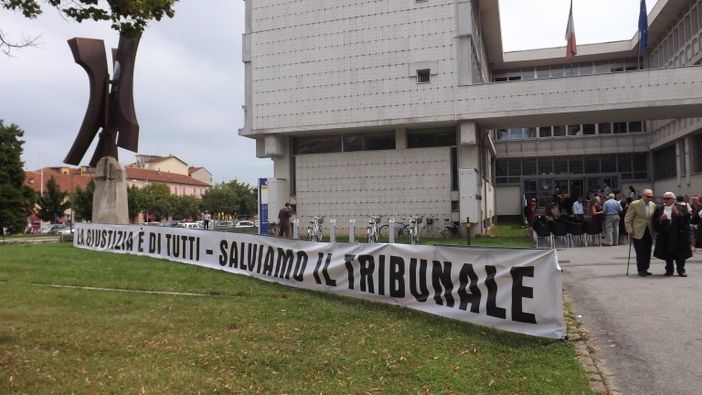 LA GIUSTIZIA É DI TUTTI - SALVIAMO IL TRIBUNALE